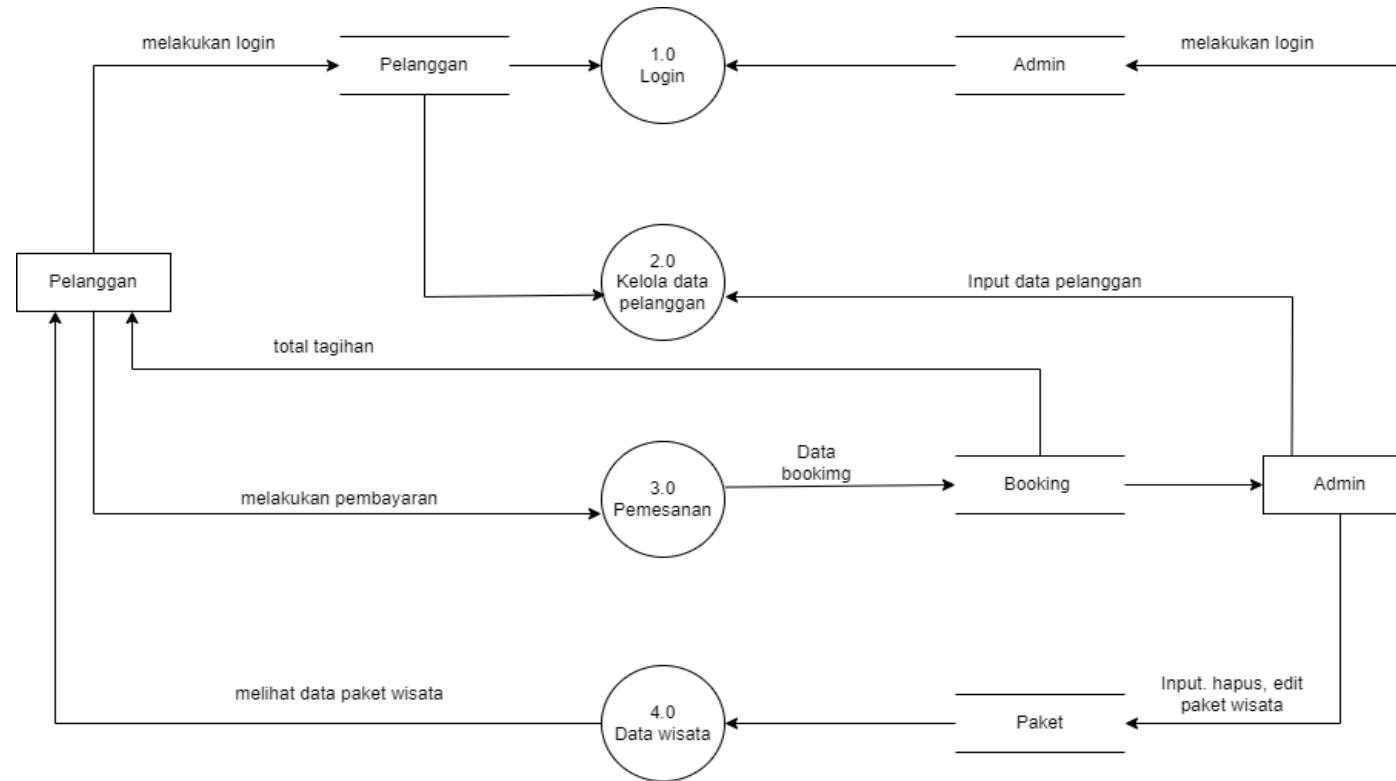 melakukan login
Pelanggan
1.0
Login
Admin
melakukan login
Pelanggan
2.0
Kelola data
pelanggan
Input data pelanggan
total tagihan
melakukan pembayaran
3.0
Pemesanan
Data
bookimg
Booking
Admin
melihat data paket wisata
4.0
Data wisata
Paket
Input. hapus, edit
paket wisata